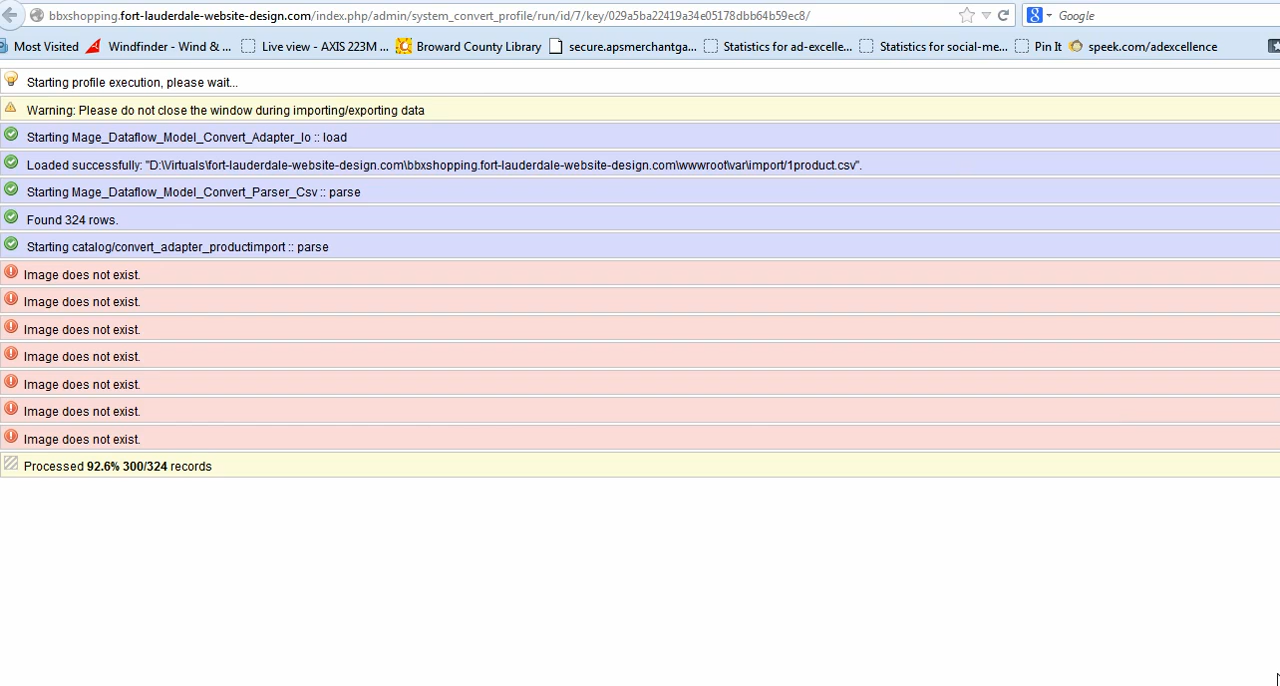 bbxshopping.fort-lauderdale-website-design.com/index.php/admin/system_convert_profile/run/id/7/key/029a5ba22419a34e05178dbb64b59ec8/ Google
Most Visited Windfinder - Wind & ... Live view - AXIS 223M ... Broward County Library secure.apsmerchantga... Statistics for ad-excelle... Statistics for social-me... Pin It speek.com/adexcellence
Starting profile execution, please wait...
Warning: Please do not close the window during importing/exporting data
Starting Mage_Dataflow_Model_Convert_Adapter_Io :: load
Loaded successfully: "D:\Virtuals\fort-lauderdale-website-design.com\bbxshopping.fort-lauderdale-website-design.com\wwwroot\var\import/1product.csv".
Starting Mage_Dataflow_Model_Convert_Parser_Csv :: parse
Found 324 rows.
Starting catalog/convert_adapter_productimport :: parse
Image does not exist.
Image does not exist.
Image does not exist.
Image does not exist.
Image does not exist.
Image does not exist.
Image does not exist.
Processed 92.6% 300/324 records